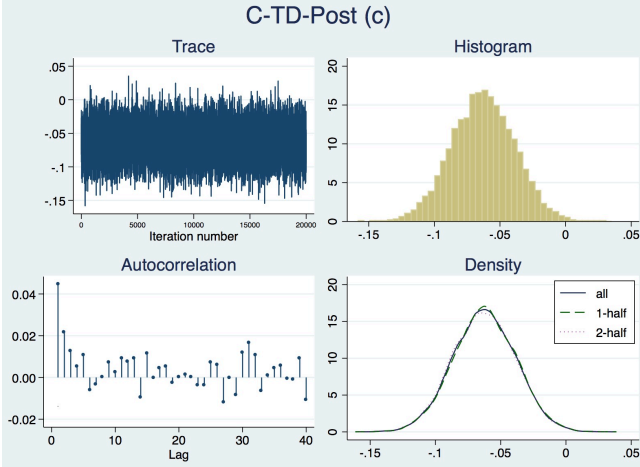 C-TD-Post (c)
Trace
.05
0
-.05
-.1
-.15
0 5000 10000 15000 20000
Iteration number
Histogram
20
15
10
5
0
-.15 -.1 -.05 0 .05
Autocorrelation
0.04
0.02
0.00
-0.02
0 10 20 30 40
Lag
Density
20
15
10
5
0
all
1-half
2-half
-.15 -.1 -.05 0 .05